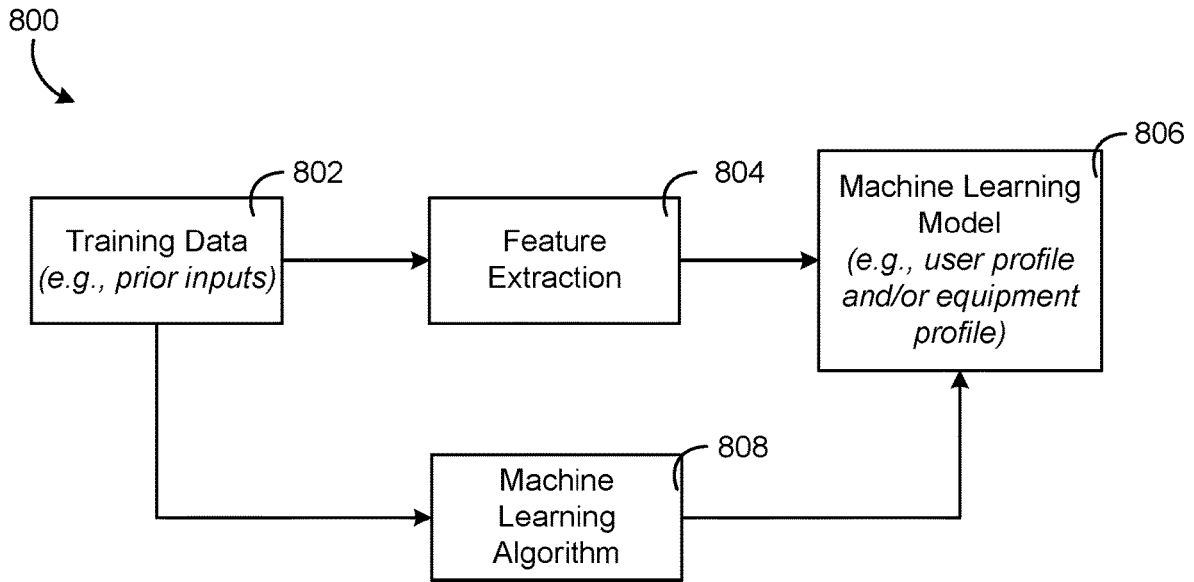 800
802
Training Data
(e.g., prior inputs)
804
Feature
Extraction
806
Machine Learning
Model
(e.g., user profile
and/or equipment
profile)
808
Machine
Learning
Algorithm